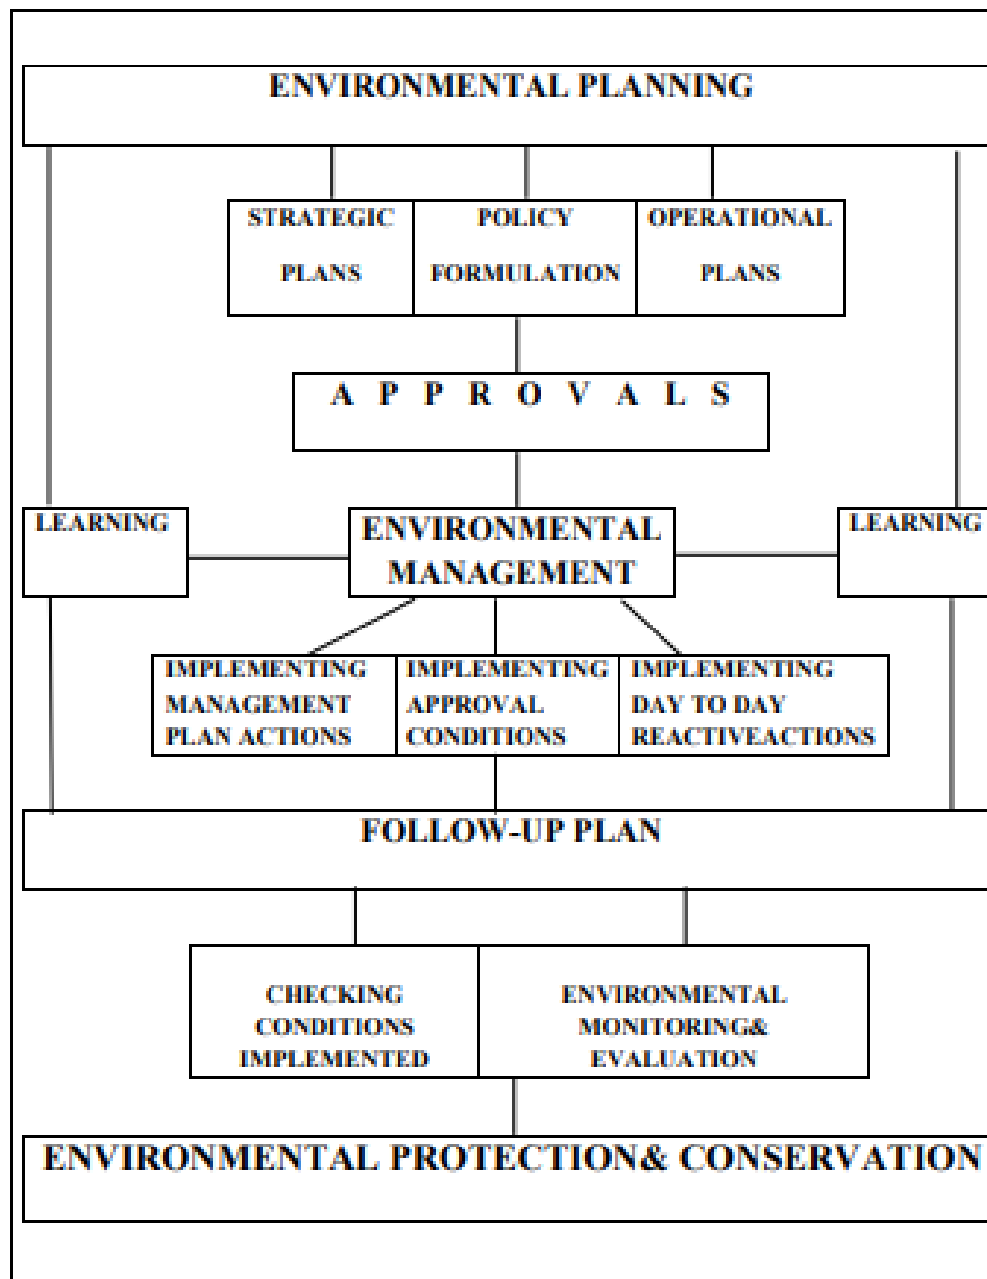 ENVIRONMENTAL PLANNING
STRATEGIC
PLANS
POLICY
FORMULATION
OPERATIONAL
PLANS
A P P R O V A L S
LEARNING
ENVIRONMENTAL
MANAGEMENT
LEARNING
IMPLEMENTING
MANAGEMENT
PLAN ACTIONS
IMPLEMENTING
APPROVAL
CONDITIONS
IMPLEMENTING
DAY TO DAY
REACTIVEACTIONS
FOLLOW-UP PLAN
CHECKING
CONDITIONS
IMPLEMENTED
ENVIRONMENTAL
MONITORING&
EVALUATION
ENVIRONMENTAL PROTECTION& CONSERVATION